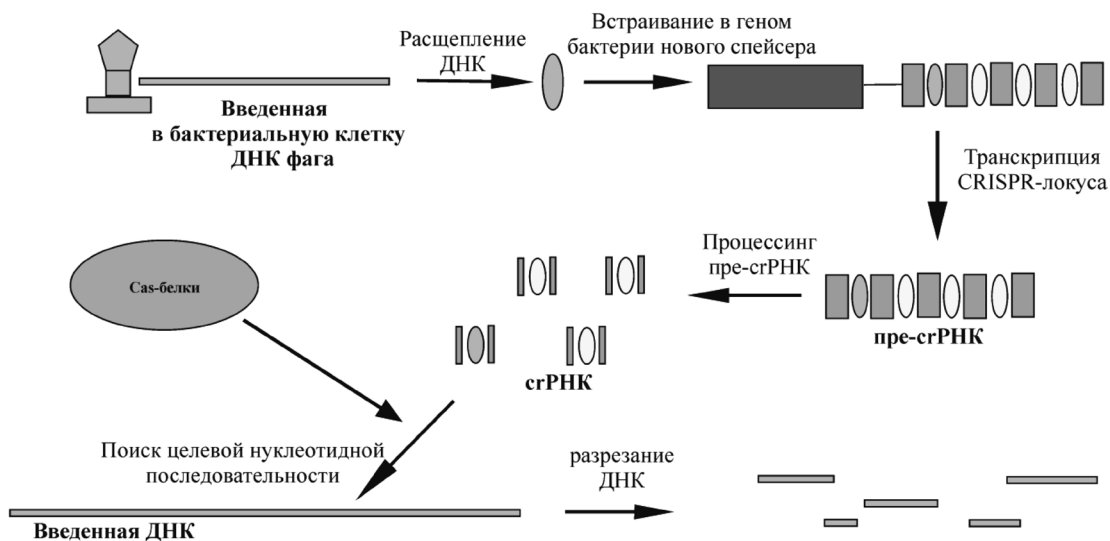 Расщепление
ДНК
Встраивание в геном
бактерии нового спейсера
Введенная
в бактериальную клетку
ДНК фага
Транскрипция
CRISPR-локуса
Процессинг
пре-crРНК
Cas-белки
пре-crРНК
crРНК
Поиск целевой нуклеотидной
последовательности
разрезание
ДНК
Введенная ДНК